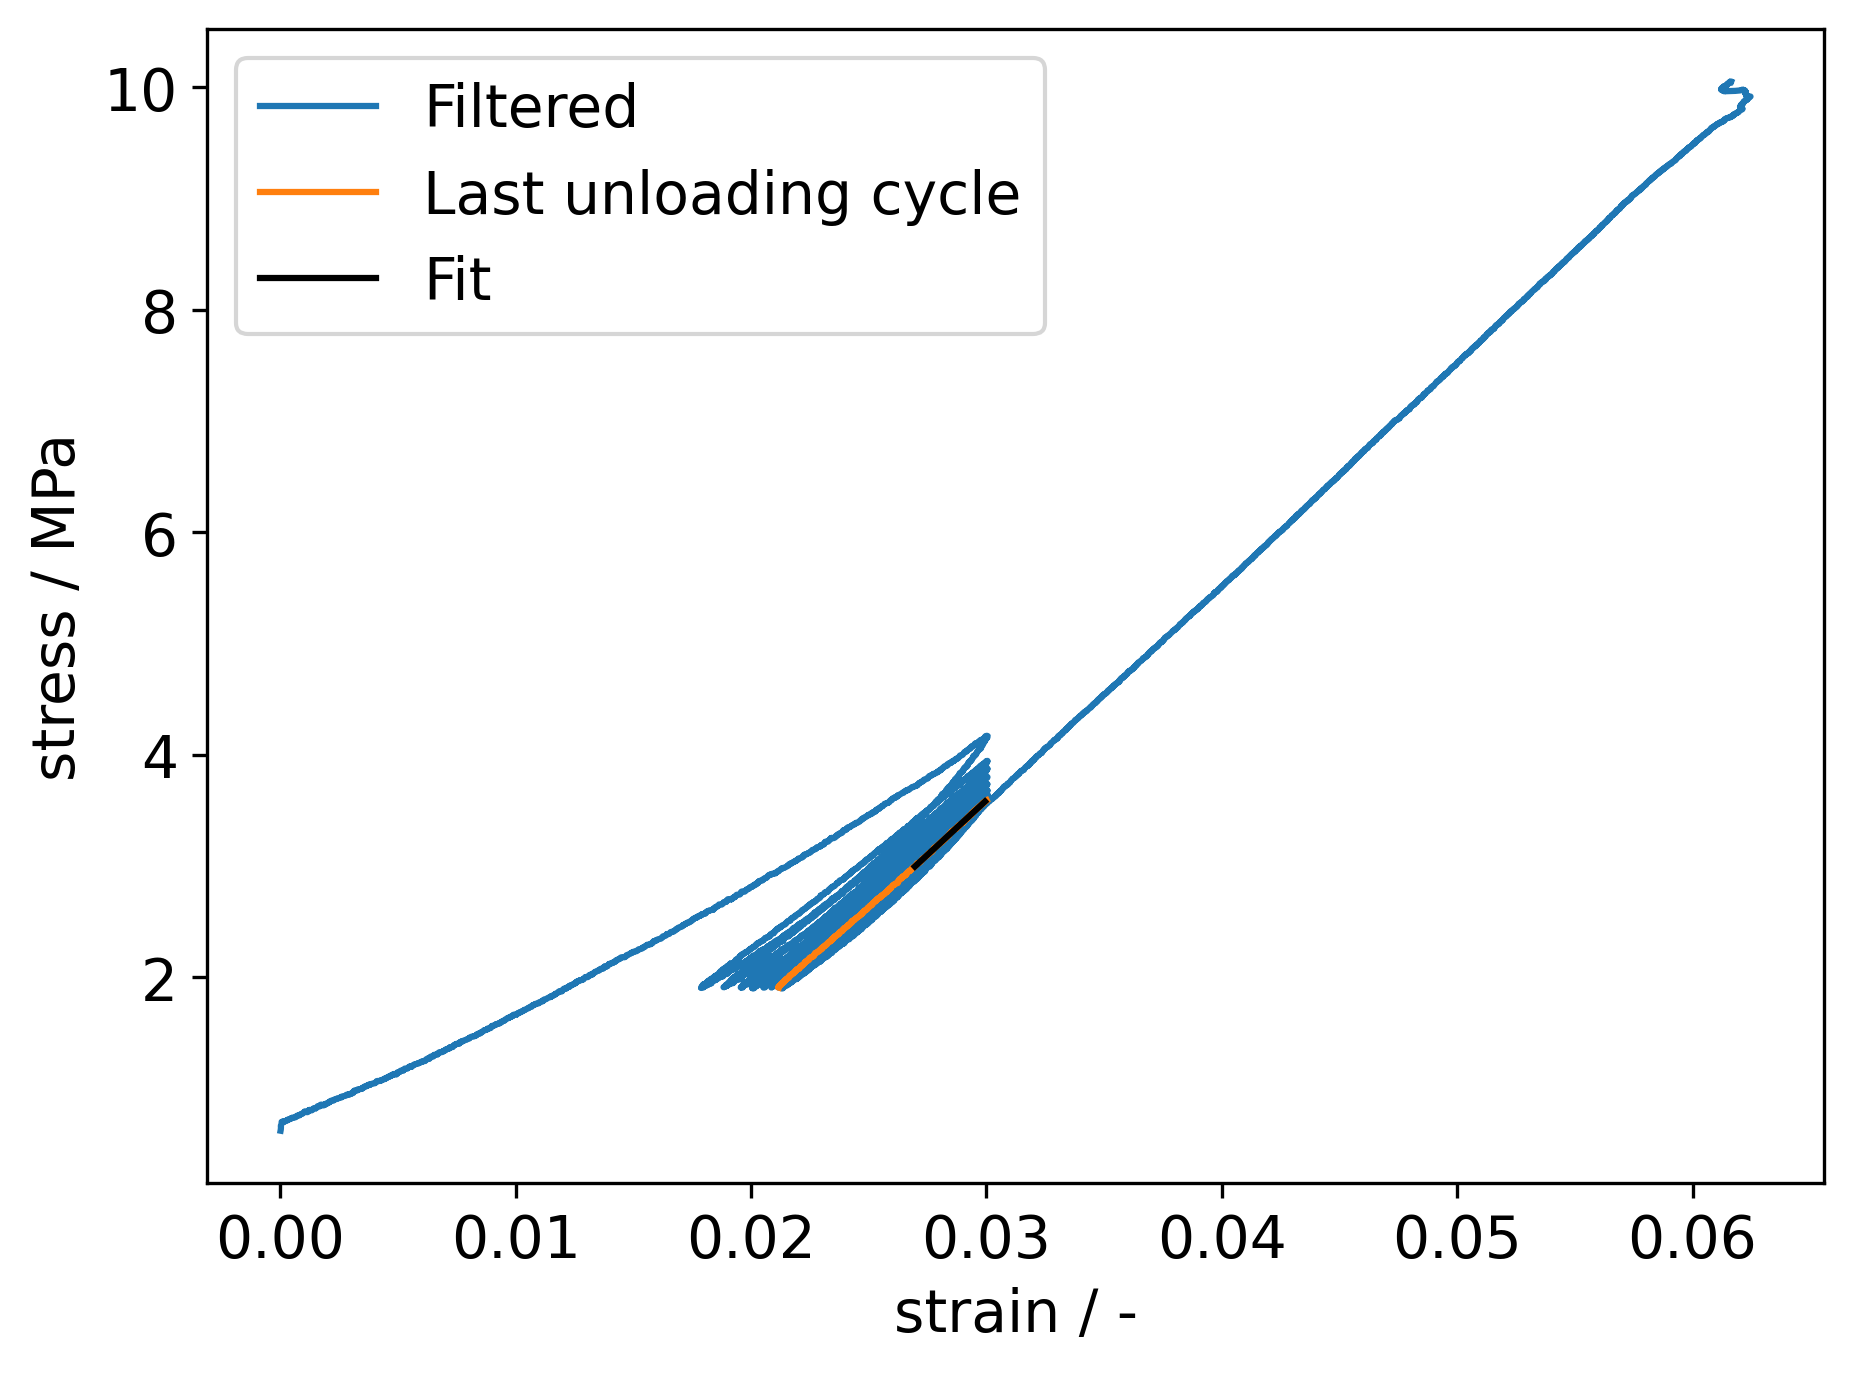 10
8
6
4
2
stress / MPa
Filtered
Last unloading cycle
Fit
0.00 0.01 0.02 0.03 0.04 0.05 0.06
strain / -